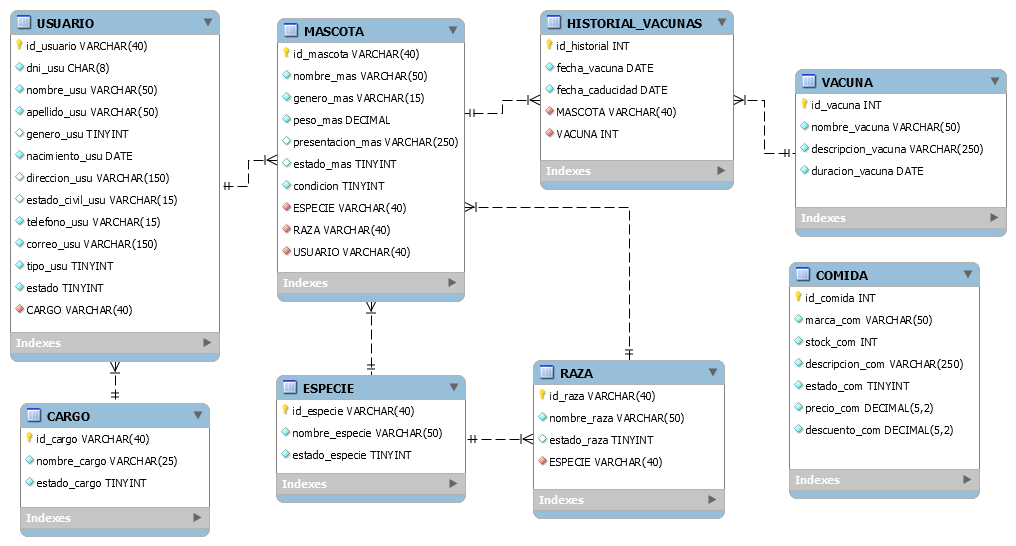 USUARIO
id_usuario VARCHAR(40)
dni_usu CHAR(8)
nombre_usu VARCHAR(50)
apellido_usu VARCHAR(50)
genero_usu TINYINT
nacimiento_usu DATE
direccion_usu VARCHAR(150)
estado_civil_usu VARCHAR(15)
telefono_usu VARCHAR(15)
correo_usu VARCHAR(150)
tipo_usu TINYINT
estado TINYINT
CARGO VARCHAR(40)
Indexes
CARGO
id_cargo VARCHAR(40)
nombre_cargo VARCHAR(25)
estado_cargo TINYINT
Indexes
MASCOTA
id_mascota VARCHAR(40)
nombre_mas VARCHAR(50)
genero_mas VARCHAR(15)
peso_mas DECIMAL
presentacion_mas VARCHAR(250)
estado_mas TINYINT
condicion TINYINT
ESPECIE VARCHAR(40)
RAZA VARCHAR(40)
USUARIO VARCHAR(40)
Indexes
ESPECIE
id_especie VARCHAR(40)
nombre_especie VARCHAR(50)
estado_especie TINYINT
Indexes
HISTORIAL_VACUNAS
id_historial INT
fecha_vacuna DATE
fecha_caducidad DATE
MASCOTA VARCHAR(40)
VACUNA INT
Indexes
RAZA
id_raza VARCHAR(40)
nombre_raza VARCHAR(50)
estado_raza TINYINT
ESPECIE VARCHAR(40)
Indexes
VACUNA
id_vacuna INT
nombre_vacuna VARCHAR(50)
descripcion_vacuna VARCHAR(250)
duracion_vacuna DATE
Indexes
COMIDA
id_comida INT
marca_com VARCHAR(50)
stock_com INT
descripcion_com VARCHAR(250)
estado_com TINYINT
precio_com DECIMAL(5,2)
descuento_com DECIMAL(5,2)
Indexes